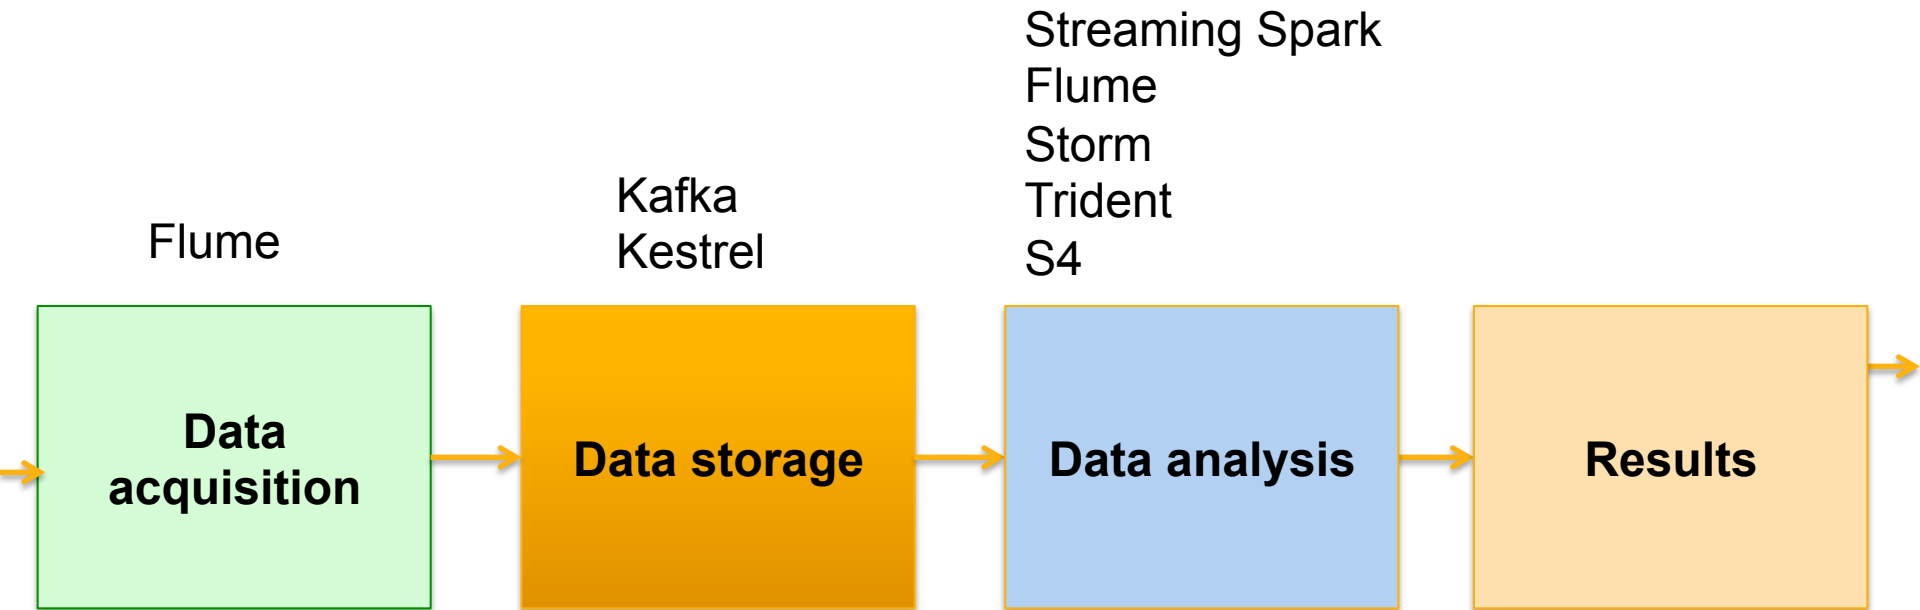 Flume
Kafka
Kestrel
Streaming Spark
Flume
Storm
Trident
S4
Data
acquisition
Data storage
Data analysis
Results